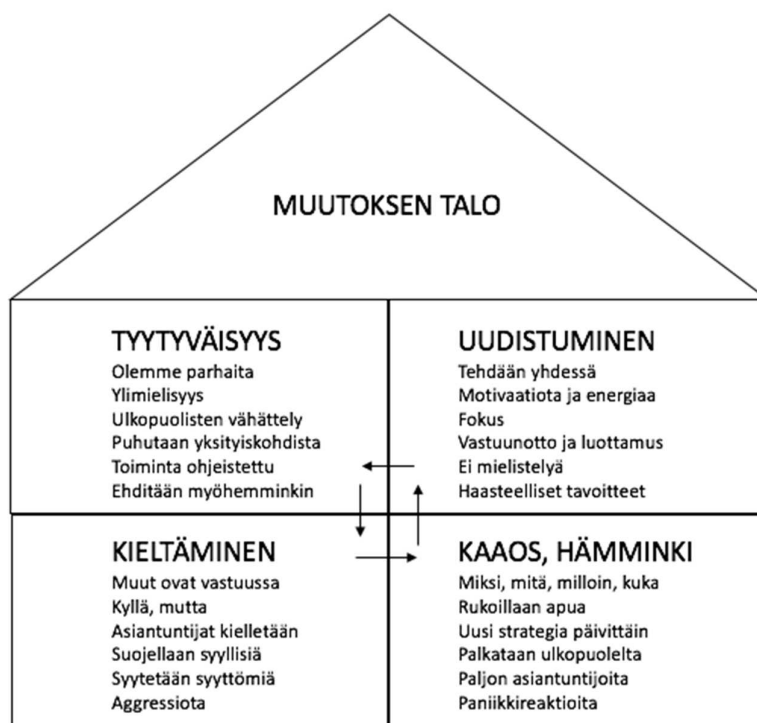 MUUTOKSEN TALO
TYYTYVÄISYYS
Olemme parhaita
Ylimielisyys
Ulkopuolisten vähättely
Puhutaan yksityiskohdista
Toiminta ohjeistettu
Ehditään myöhemminkin
UUDISTUMINEN
Tehdään yhdessä
Motivaatiota ja energiaa
Fokus
Vastuunotto ja luottamus
Ei mielistelyä
Haasteelliset tavoitteet
KIELTÄMINEN
Muut ovat vastuussa
Kyllä, mutta
Asiantuntijat kielletään
Suojellaan syyllisiä
Syytetään syyttömiä
Aggressiota
KAAOS, HÄMMINKI
Miksi, mitä, milloin, kuka
Rukoillaan apua
Uusi strategia päivittäin
Palkataan ulkopuolelta
Paljon asiantuntijoita
Paniikkireaktioita